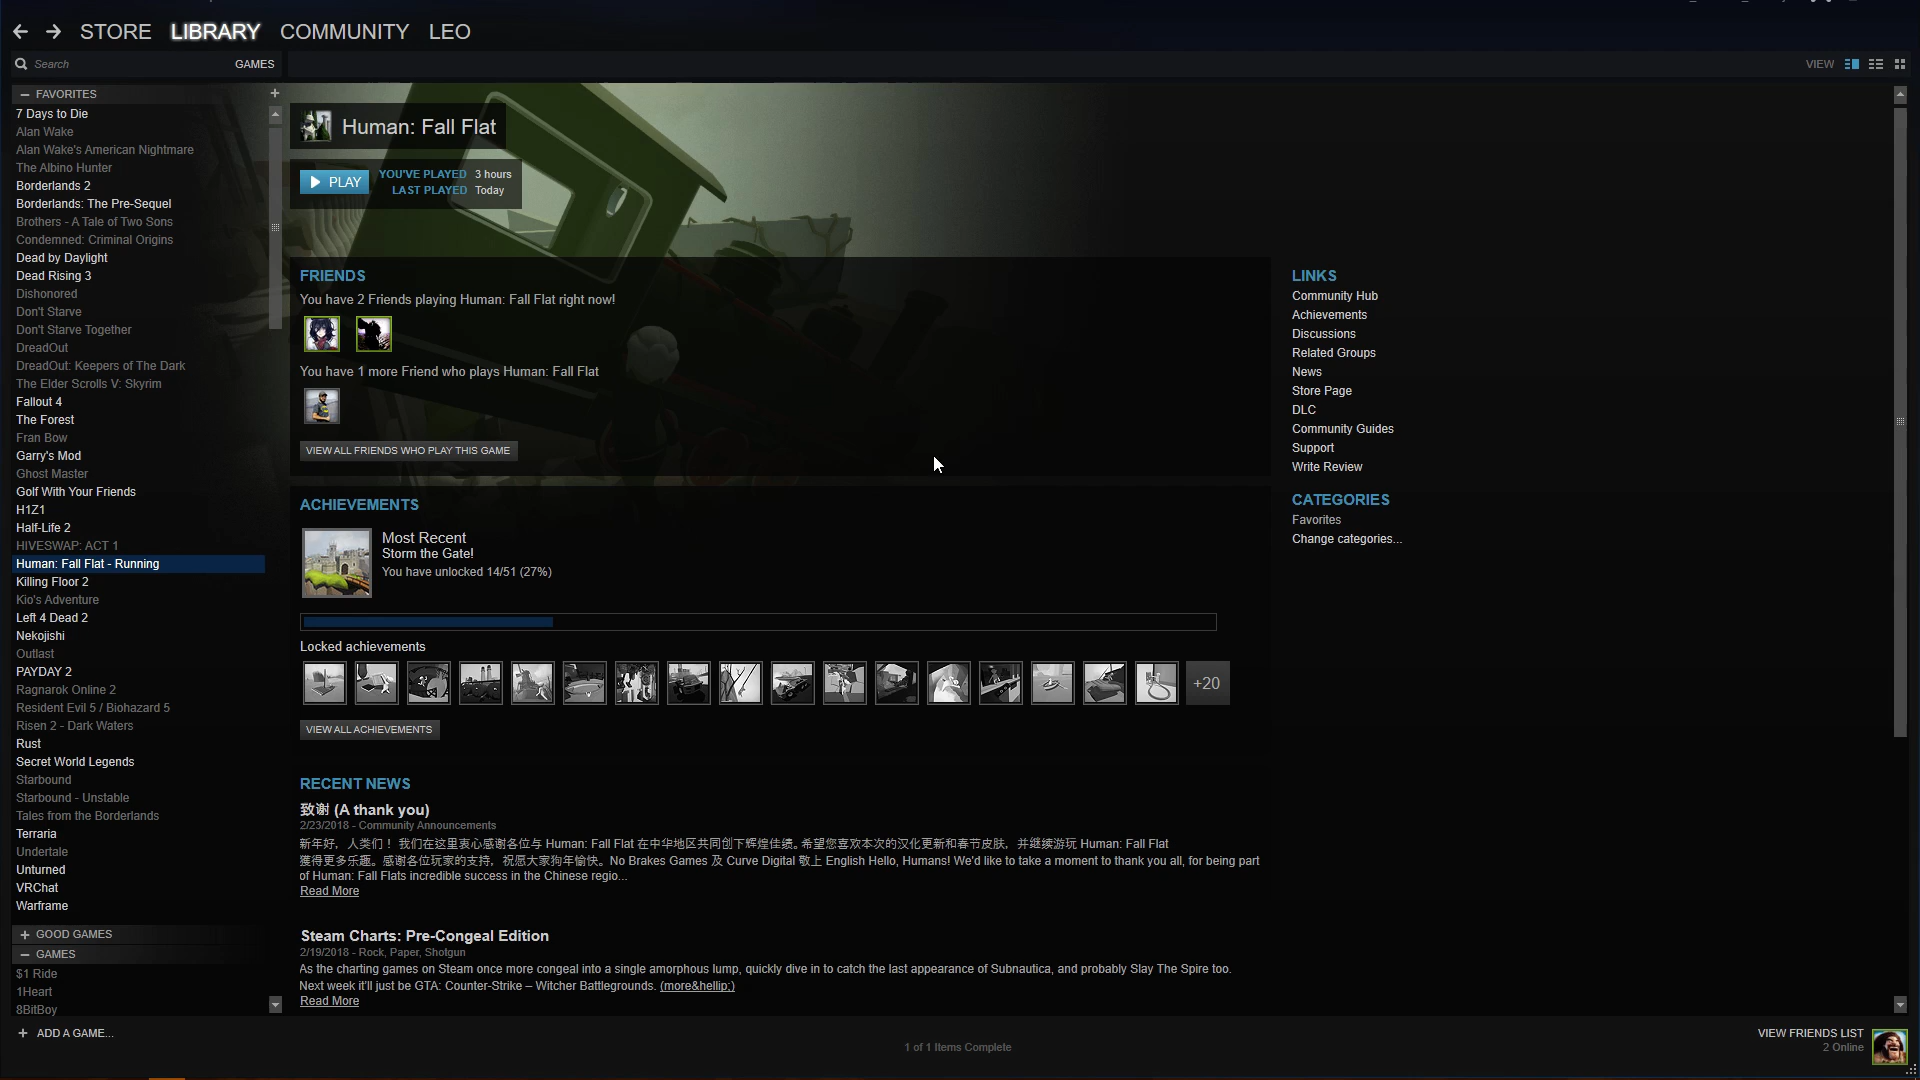 STORE LIBRARY COMMUNITY LEO
Search GAMES
VIEW
FAVORITES
7 Days to Die
Alan Wake
Alan Wake's American Nightmare
The Albino Hunter
Borderlands 2
Borderlands: The Pre-Sequel
Brothers - A Tale of Two Sons
Condemned: Criminal Origins
Dead by Daylight
Dead Rising 3
Dishonored
Don't Starve
Don't Starve Together
DreadOut
DreadOut: Keepers of The Dark
The Elder Scrolls V: Skyrim
Fallout 4
The Forest
Fran Bow
Garry's Mod
Ghost Master
Golf With Your Friends
H1Z1
Half-Life 2
HIVESWAP: ACT 1
Human: Fall Flat - Running
Killing Floor 2
Kio's Adventure
Left 4 Dead 2
Nekojishi
Outlast
PAYDAY 2
Ragnarok Online 2
Resident Evil 5 / Biohazard 5
Risen 2 - Dark Waters
Rust
Secret World Legends
Starbound
Starbound - Unstable
Tales from the Borderlands
Terraria
Undertale
Unturned
VRChat
Warframe
GOOD GAMES
GAMES
$1 Ride
1Heart
8BitBoy
ADD A GAME...
Human: Fall Flat
PLAY
YOU'VE PLAYED 3 hours
LAST PLAYED Today
FRIENDS
You have 2 Friends playing Human: Fall Flat right now!
You have 1 more Friend who plays Human: Fall Flat
VIEW ALL FRIENDS WHO PLAY THIS GAME
ACHIEVEMENTS
Most Recent
Storm the Gate!
You have unlocked 14/51 (27%)
Locked achievements
+20
VIEW ALL ACHIEVEMENTS
RECENT NEWS
致谢 (A thank you)
2/23/2018 - Community Announcements
新年好，人类们！ 我们在这里衷心感谢各位与 Human: Fall Flat 在中华地区共同创下辉煌佳绩。希望您喜欢本次的汉化更新和春节皮肤，并继续游玩 Human: Fall Flat
獲得更多乐趣。感谢各位玩家的支持，祝愿大家狗年愉快。No Brakes Games 及 Curve Digital 敬上 English Hello, Humans! We'd like to take a moment to thank you all, for being part
of Human: Fall Flats incredible success in the Chinese regio...
Read More
Steam Charts: Pre-Congeal Edition
2/19/2018 - Rock, Paper, Shotgun
As the charting games on Steam once more congeal into a single amorphous lump, quickly dive in to catch the last appearance of Subnautica, and probably Slay The Spire too.
Next week it'll just be GTA: Counter-Strike – Witcher Battlegrounds. (more&hellip;)
Read More
LINKS
Community Hub
Achievements
Discussions
Related Groups
News
Store Page
DLC
Community Guides
Support
Write Review
CATEGORIES
Favorites
Change categories...
1 of 1 Items Complete
VIEW FRIENDS LIST
2 Online